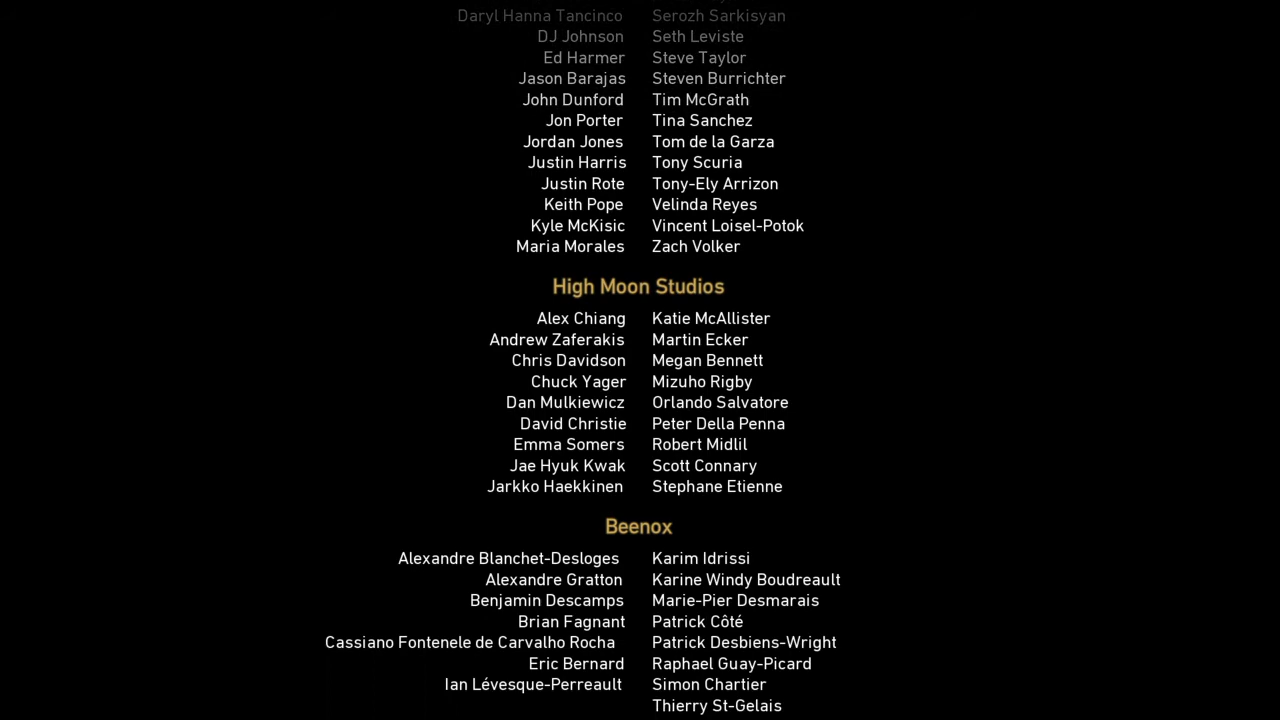 Daryl Hanna Tancinco Serozh Sarkisyan
DJ Johnson Seth Leviste
Ed Harmer Steve Taylor
Jason Barajas Steven Burrichter
John Dunford Tim McGrath
Jon Porter Tina Sanchez
Jordan Jones Tom de la Garza
Justin Harris Tony Scuria
Justin Rote Tony-Ely Arrizon
Keith Pope Velinda Reyes
Kyle McKisic Vincent Loisel-Potok
Maria Morales Zach Volker
High Moon Studios
Alex Chiang Katie McAllister
Andrew Zaferakis Martin Ecker
Chris Davidson Megan Bennett
Chuck Yager Mizuho Rigby
Dan Mulkiewicz Orlando Salvatore
David Christie Peter Della Penna
Emma Somers Robert Midlil
Jae Hyuk Kwak Scott Connary
Jarkko Haekkinen Stephane Etienne
Beenox
Alexandre Blanchet-Desloges Karim Idrissi
Alexandre Gratton Karine Windy Boudreault
Benjamin Descamps Marie-Pier Desmarais
Brian Fagnant Patrick Côté
Cassiano Fontenele de Carvalho Rocha Patrick Desbiens-Wright
Eric Bernard Raphael Guay-Picard
Ian Lévesque-Perreault Simon Chartier
Thierry St-Gelais